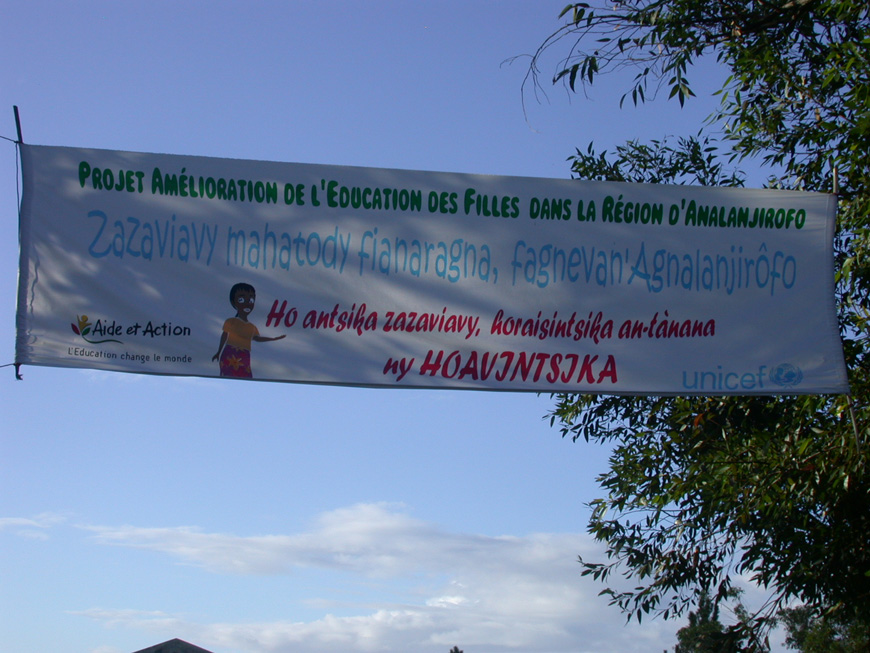 PROJET AMÉLIORATION DE L'EDUCATION DES FILLES DANS LA RÉGION D'ANALANJIROFO
Zazaviavy mahatody fianaragna, fagnevan'Agnalanjirôfo
Ho antsika zazaviavy, horaisintsika an-tànana
ny HOAVINTSIKA
Aide et Action
L'Education change le monde
unicef